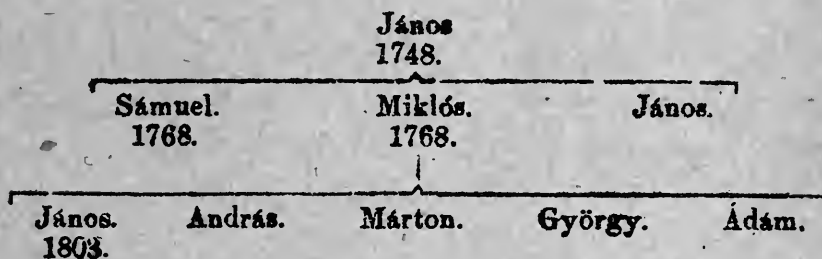 János
1748.
Sámuel. Miklós. János.
1768. 1768.
János. András. Márton. György. Ádám.
1803.